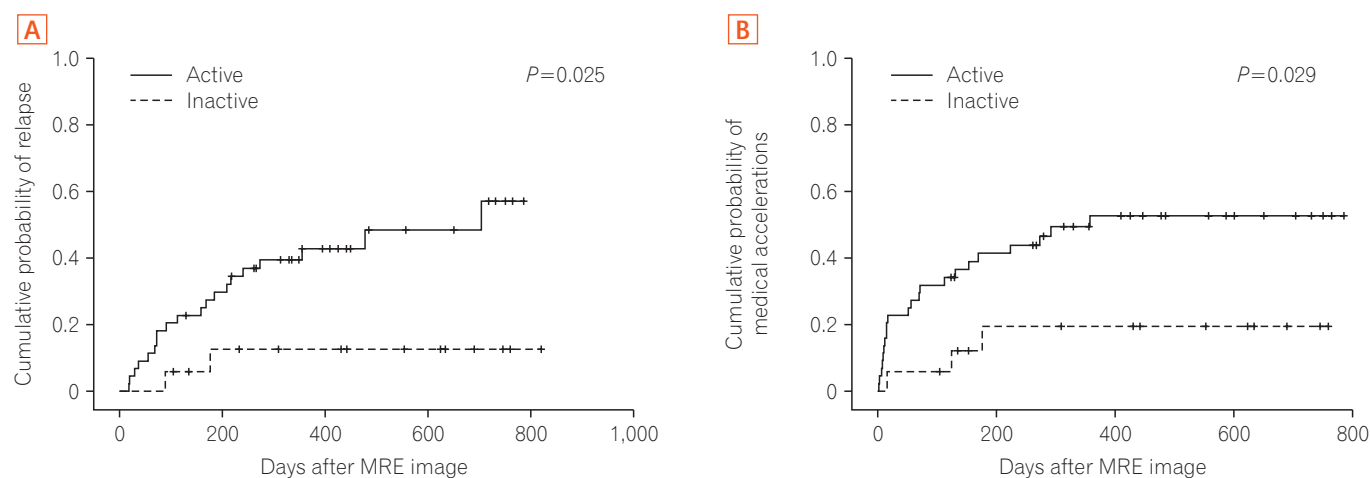 A
Cumulative probability of relapse
1.0
0.8
0.6
0.4
0.2
0
Active
Inactive
P=0.025
0 200 400 600 800 1,000
Days after MRE image
B
Cumulative probability of
medical accelerations
1.0
0.8
0.6
0.4
0.2
0
Active
Inactive
P=0.029
0 200 400 600 800
Days after MRE image